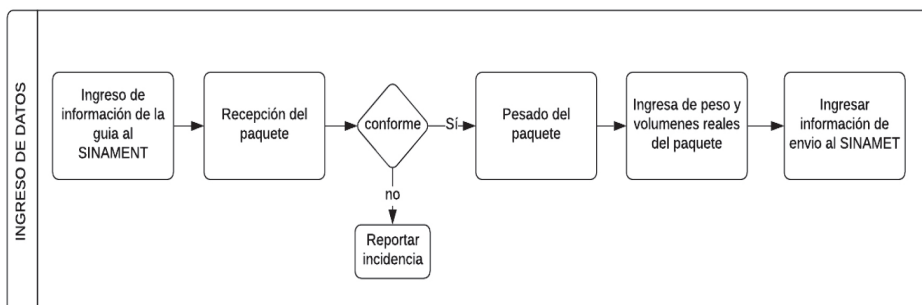 INGRESO DE DATOS
Ingreso de
información de la
guia al
SINAMENT
Recepción del
paquete
conforme
Sí
no
Reportar
incidencia
Pesado del
paquete
Ingresa de peso y
volumenes reales
del paquete
Ingresar
información de
envio al SINAMET